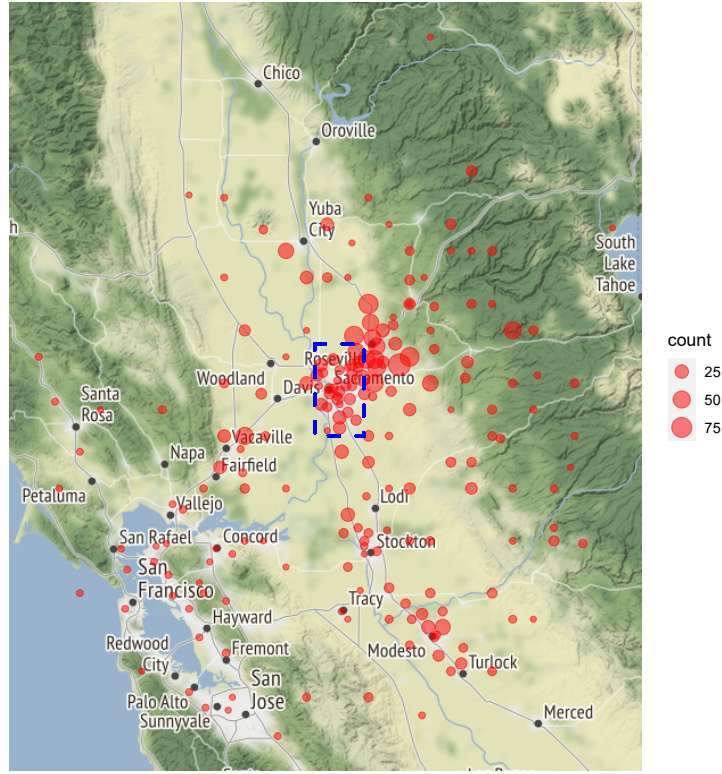 Chico
Oroville
Yuba
City
h
South
Lake
Tahoe
count
25
50
75
Roseville
Woodland
Sacramento
Davis
Santa
Rosa
Vacaville
Napa
Fairfield
Petaluma
Vallejo
Lodi
San Rafael
Concord
Stockton
San
Francisco
Tracy
Hayward
Redwood
City
Fremont
Modesto
Turlock
San
Jose
Palo Alto
Sunnyvale
Merced